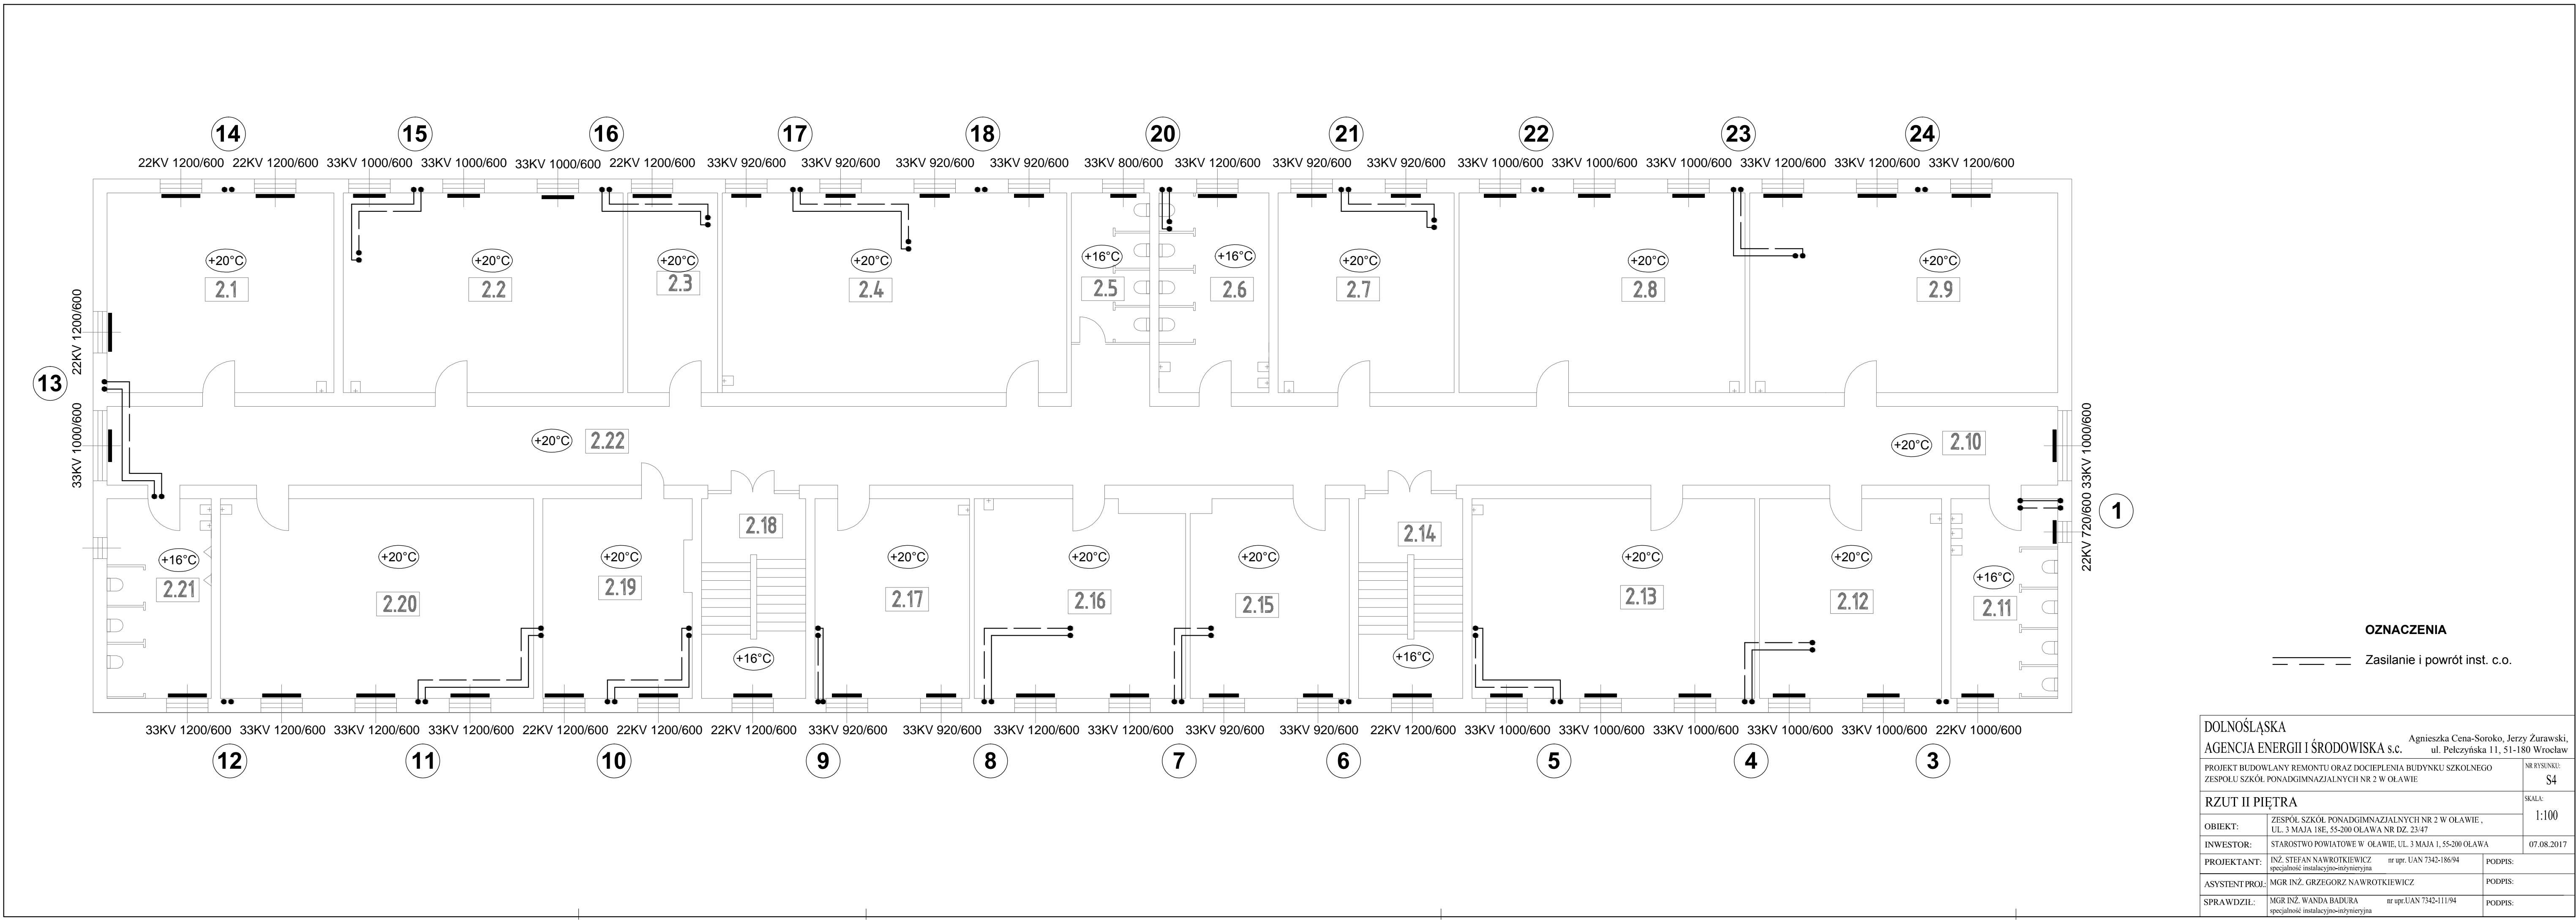 14 15 16 17 18 20 21 22 23 24
22KV 1200/600 22KV 1200/600 33KV 1000/600 33KV 1000/600 33KV 1000/600 22KV 1200/600 33KV 920/600 33KV 920/600 33KV 920/600 33KV 920/600 33KV 800/600 33KV 1200/600 33KV 920/600 33KV 920/600 33KV 1000/600 33KV 1000/600 33KV 1000/600 33KV 1200/600 33KV 1200/600 33KV 1200/600
+20°C +20°C +20°C +20°C +16°C +16°C +20°C +20°C +20°C
2.1 2.2 2.3 2.4 2.5 2.6 2.7 2.8 2.9
22KV 1200/600
13
33KV 1000/600
+20°C 2.22
+20°C 2.10
33KV 1000/600
22KV 720/600
1
2.18
2.14
+16°C +20°C +20°C +20°C +20°C +20°C +20°C +20°C +16°C
2.21 2.20 2.19 2.17 2.16 2.15 2.13 2.12 2.11
+16°C
+16°C
33KV 1200/600 33KV 1200/600 33KV 1200/600 33KV 1200/600 22KV 1200/600 22KV 1200/600 22KV 1200/600 33KV 920/600 33KV 920/600 33KV 1200/600 33KV 1200/600 33KV 920/600 33KV 920/600 22KV 1200/600 33KV 1000/600 33KV 1000/600 33KV 1000/600 33KV 1000/600 33KV 1000/600 22KV 1000/600
12 11 10 9 8 7 6 5 4 3
OZNACZENIA
Zasilanie i powrót inst. c.o.
DOLNOŚLĄSKA
AGENCJA ENERGII I ŚRODOWISKA s.c.
Agnieszka Cena-Soroko, Jerzy Żurawski,
ul. Pełczyńska 11, 51-180 Wrocław
PROJEKT BUDOWLANY REMONTU ORAZ DOCIEPLENIA BUDYNKU SZKOLNEGO
ZESPOŁU SZKÓŁ PONADGIMNAZJALNYCH NR 2 W OŁAWIE
NR RYSUNKU:
S4
RZUT II PIĘTRA
SKALA:
1:100
OBIEKT:
ZESPÓŁ SZKÓŁ PONADGIMNAZJALNYCH NR 2 W OŁAWIE ,
UL. 3 MAJA 18E, 55-200 OŁAWA NR DZ. 23/47
INWESTOR: STAROSTWO POWIATOWE W OŁAWIE, UL. 3 MAJA 1, 55-200 OŁAWA 07.08.2017
PROJEKTANT: INŻ. STEFAN NAWROTKIEWICZ nr upr. UAN 7342-186/94 PODPIS:
specjalność instalacyjno-inżynieryjna
ASYSTENT PROJ.: MGR INŻ. GRZEGORZ NAWROTKIEWICZ PODPIS:
SPRAWDZIŁ: MGR INŻ. WANDA BADURA nr upr.UAN 7342-111/94 PODPIS:
specjalność instalacyjno-inżynieryjna